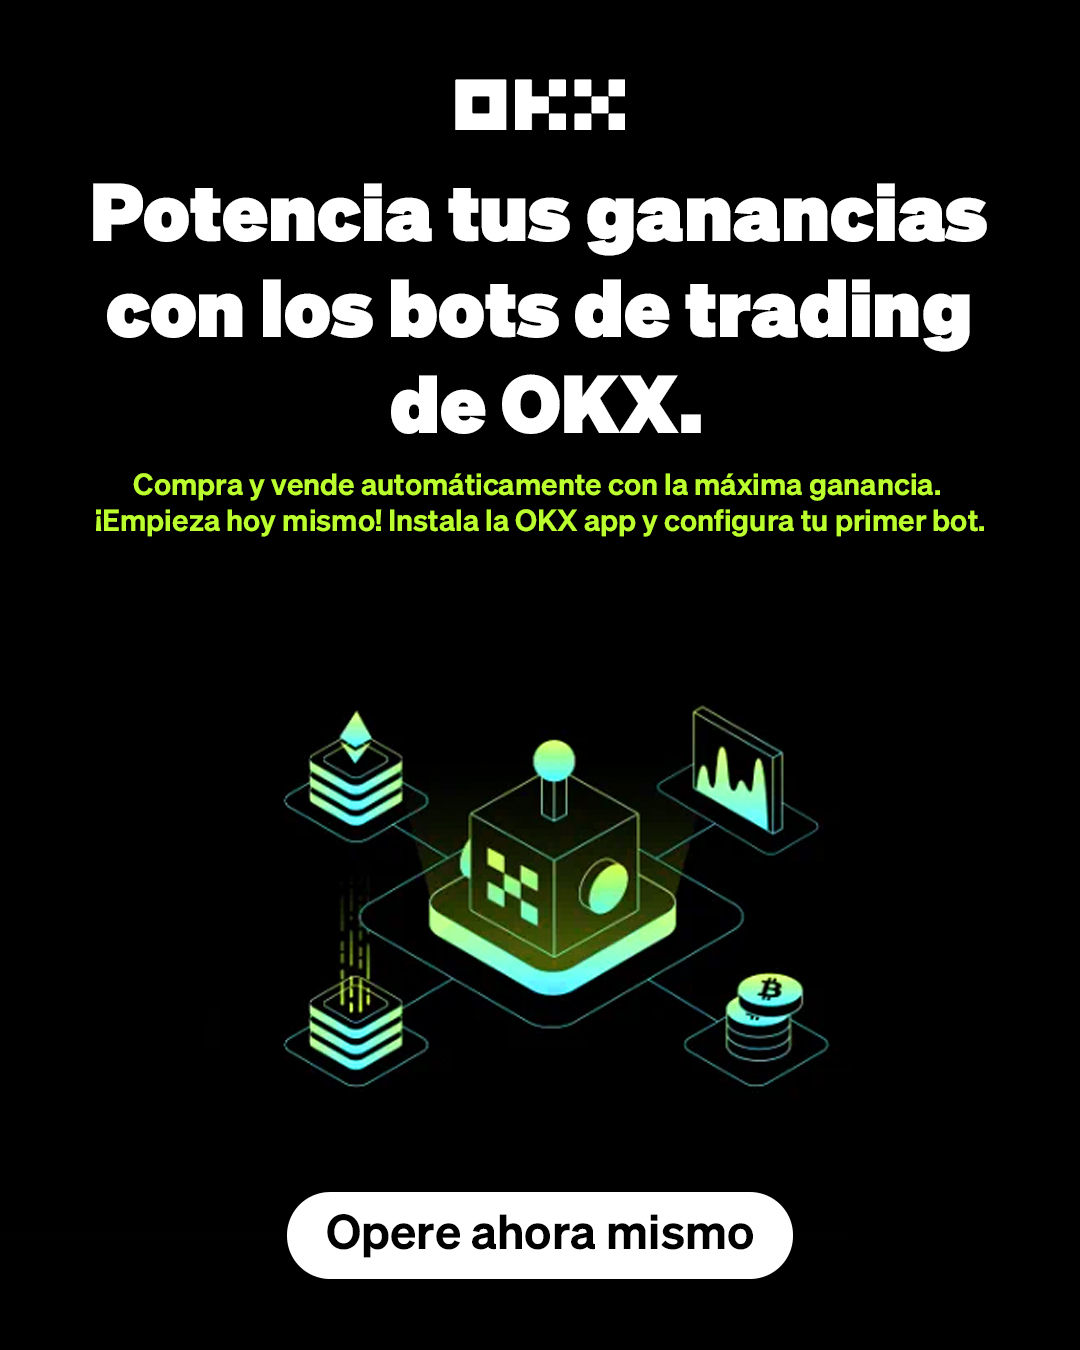 OKX
Potencia tus ganancias
con los bots de trading
de OKX.
Compra y vende automáticamente con la máxima ganancia.
¡Empieza hoy mismo! Instala la OKX app y configura tu primer bot.
Opere ahora mismo